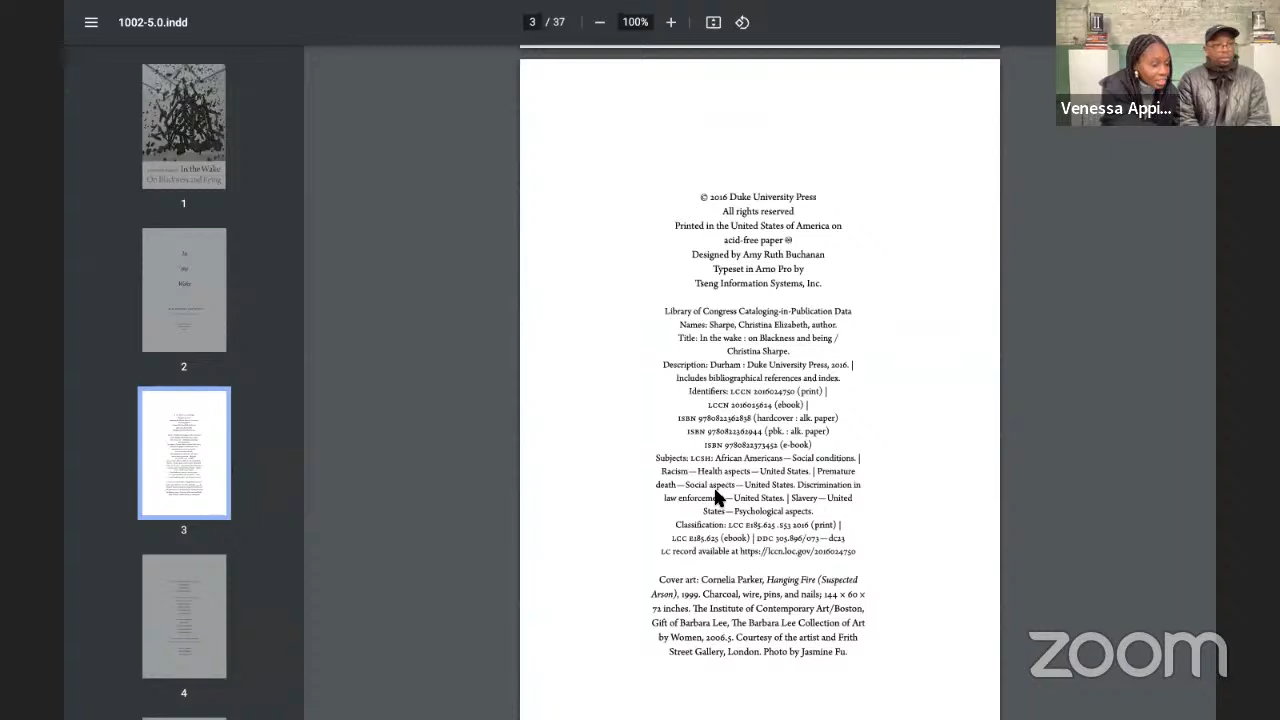 1002-5.0.indd
3 / 37
100%
Venessa Appi...
In the Wake
On Blackness and Being
1
In
the
Wake
2
3
4
© 2016 Duke University Press
All rights reserved
Printed in the United States of America on
acid-free paper ♾
Designed by Amy Ruth Buchanan
Typeset in Arno Pro by
Tseng Information Systems, Inc.
Library of Congress Cataloging-in-Publication Data
Names: Sharpe, Christina Elizabeth, author.
Title: In the wake : on Blackness and being /
Christina Sharpe.
Description: Durham : Duke University Press, 2016. |
Includes bibliographical references and index.
Identifiers: LCCN 2016024750 (print) |
LCCN 2016025624 (ebook) |
ISBN 9780822362838 (hardcover : alk. paper)
ISBN 9780822362944 (pbk. : alk. paper)
ISBN 9780822373452 (e-book)
Subjects: LCSH: African Americans—Social conditions. |
Racism—Health aspects—United States. | Premature
death—Social aspects—United States. Discrimination in
law enforcement—United States. | Slavery—United
States—Psychological aspects.
Classification: LCC E185.625 .S53 2016 (print) |
LCC E185.625 (ebook) | DDC 305.896/073—dc23
LC record available at https://lccn.loc.gov/2016024750
Cover art: Cornelia Parker, Hanging Fire (Suspected
Arson), 1999. Charcoal, wire, pins, and nails; 144 × 60 ×
72 inches. The Institute of Contemporary Art/Boston,
Gift of Barbara Lee, The Barbara Lee Collection of Art
by Women, 2006.5. Courtesy of the artist and Frith
Street Gallery, London. Photo by Jasmine Fu.
zoom